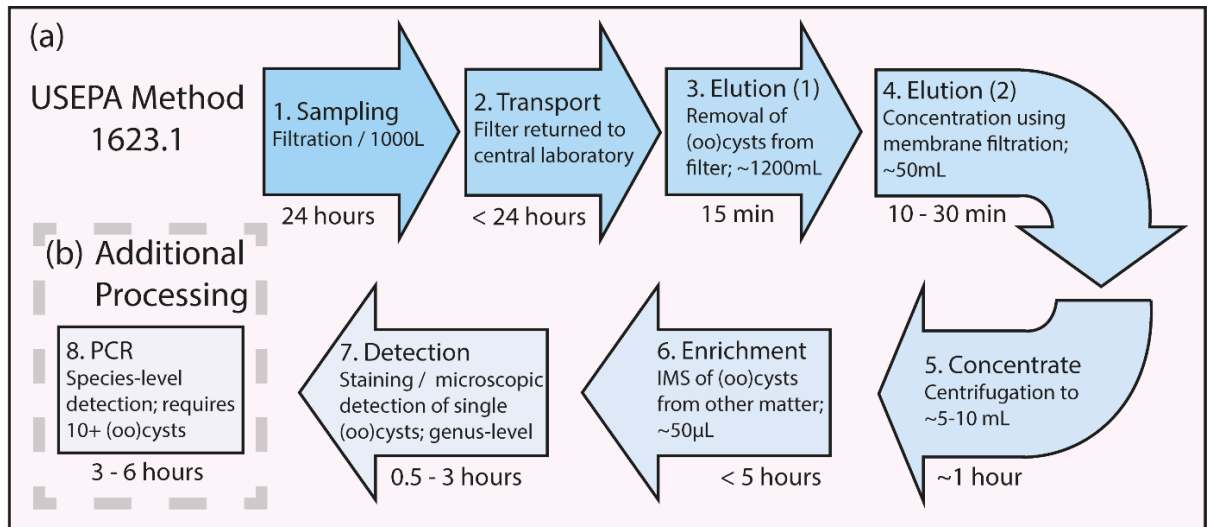 (a)
USEPA Method
1623.1
1. Sampling
Filtration / 1000L
24 hours
2. Transport
Filter returned to
central laboratory
< 24 hours
3. Elution (1)
Removal of
(oo)cysts from
filter; ~1200mL
15 min
4. Elution (2)
Concentration using
membrane filtration;
~50mL
10 - 30 min
5. Concentrate
Centrifugation to
~5-10 mL
~1 hour
6. Enrichment
IMS of (oo)cysts
from other matter;
~50µL
< 5 hours
7. Detection
Staining / microscopic
detection of single
(oo)cysts; genus-level
0.5 - 3 hours
(b) Additional
Processing
8. PCR
Species-level
detection; requires
10+ (oo)cysts
3 - 6 hours